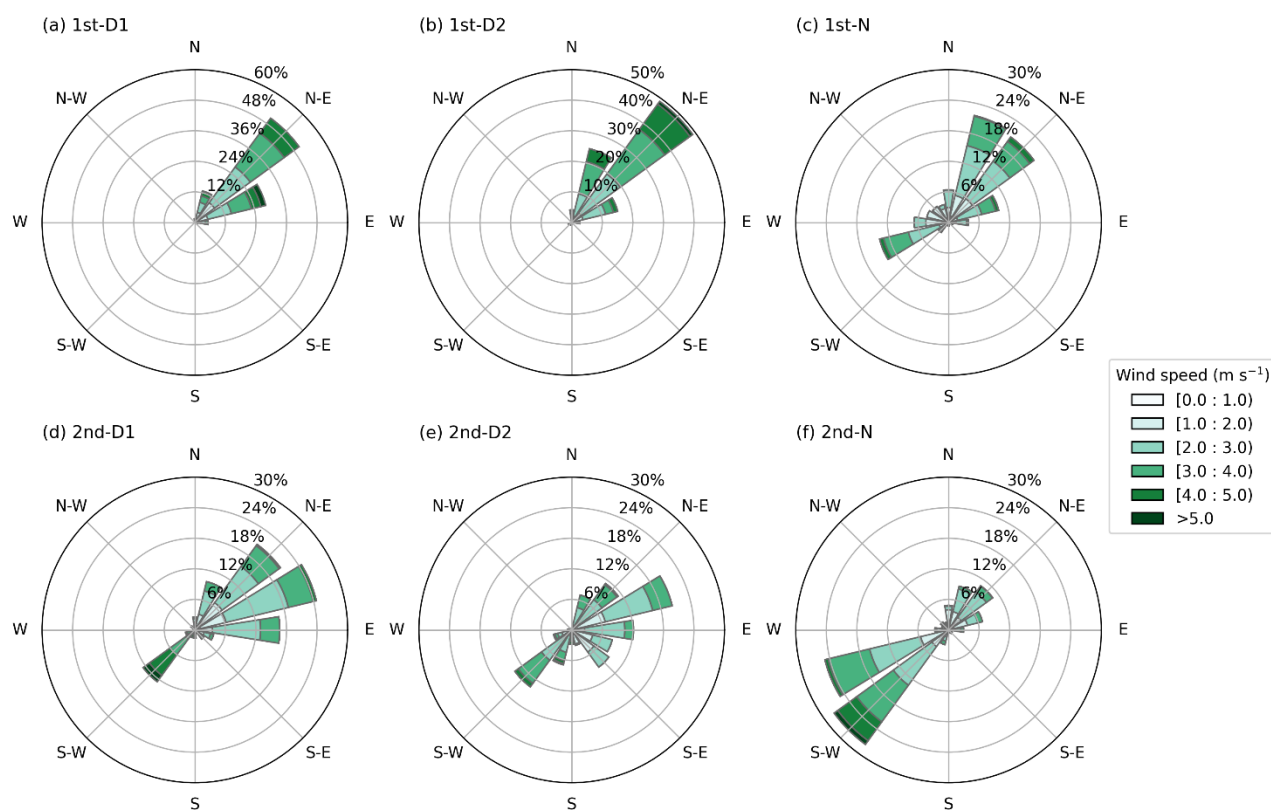 (a) 1st-D1
N
60%
N-W
48%
N-E
36%
24%
12%
W
E
S-W
S-E
S
(b) 1st-D2
N
50%
N-W
40%
N-E
30%
20%
10%
W
E
S-W
S-E
S
(c) 1st-N
N
30%
N-W
24%
N-E
18%
12%
6%
W
E
S-W
S-E
S
Wind speed (m s⁻¹)
[0.0 : 1.0)
[1.0 : 2.0)
[2.0 : 3.0)
[3.0 : 4.0)
[4.0 : 5.0)
>5.0
(d) 2nd-D1
N
30%
N-W
24%
N-E
18%
12%
6%
W
E
S-W
S-E
S
(e) 2nd-D2
N
30%
N-W
24%
N-E
18%
12%
6%
W
E
S-W
S-E
S
(f) 2nd-N
N
30%
N-W
24%
N-E
18%
12%
6%
W
E
S-W
S-E
S